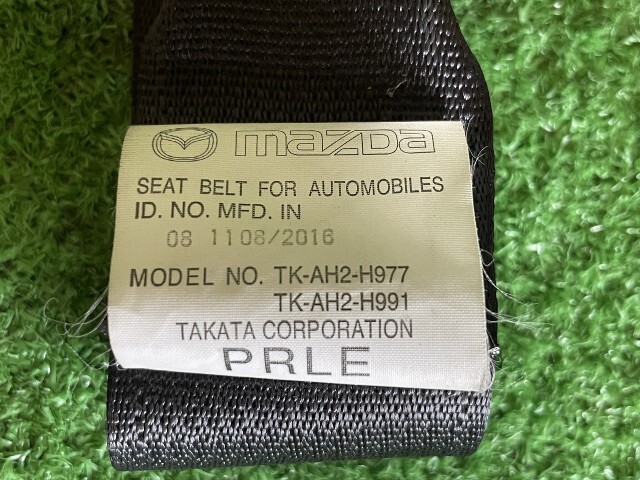 mazda
SEAT BELT FOR AUTOMOBILES
ID. NO. MFD. IN
08 1108/2016
MODEL NO. TK-AH2-H977
TK-AH2-H991
TAKATA CORPORATION
PRLE